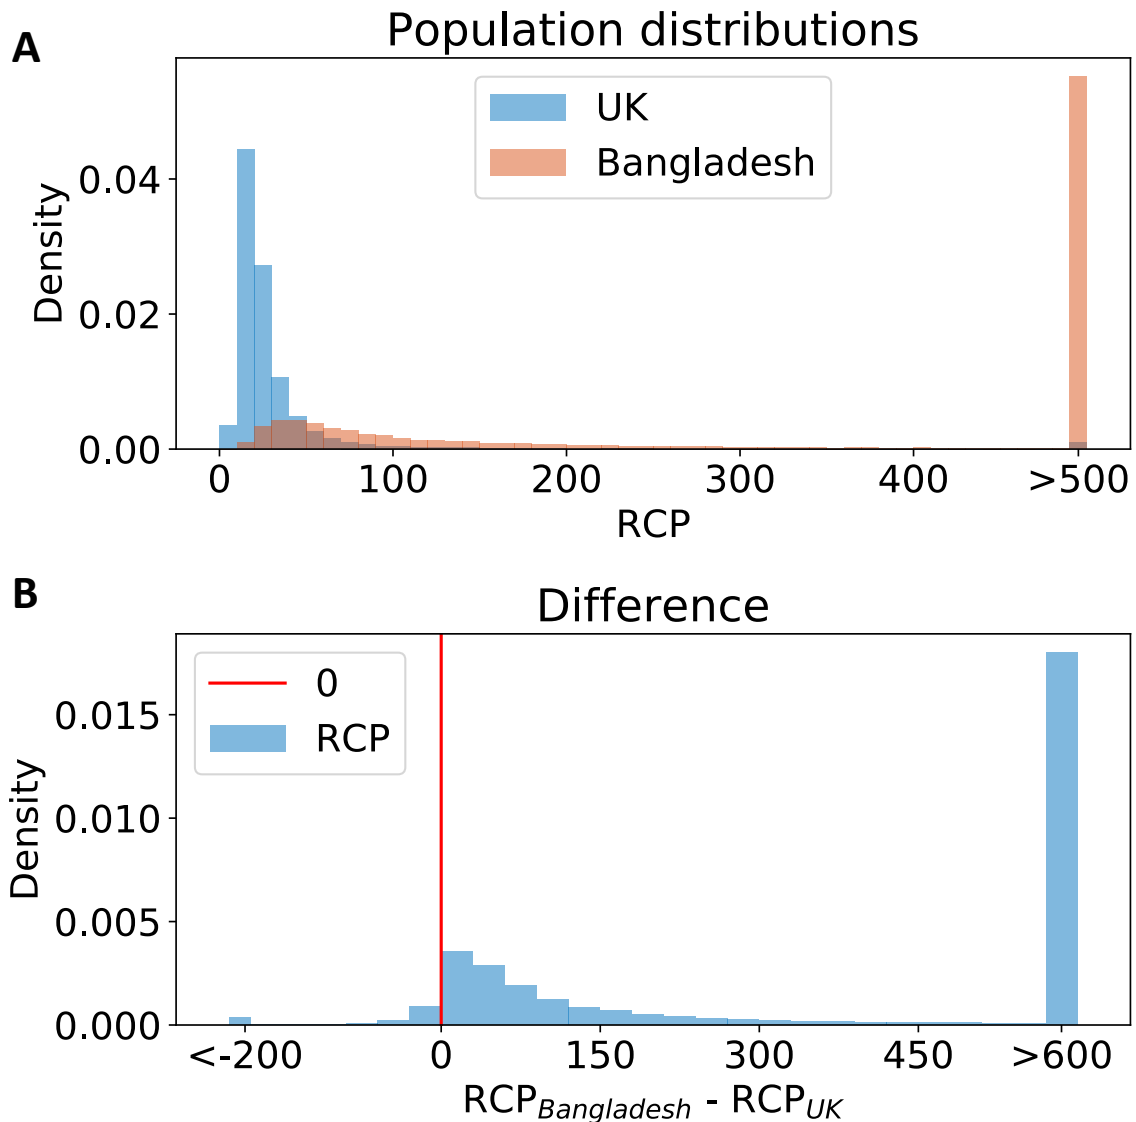 A
Population distributions
UK
Bangladesh
Density
0.04
0.02
0.00
0 100 200 300 400 >500
RCP
B
Difference
0
RCP
Density
0.015
0.010
0.005
0.000
<-200 0 150 300 450 >600
RCP_Bangladesh - RCP_UK